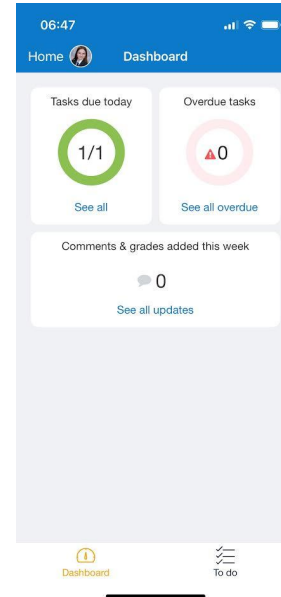 06:47
Home Dashboard
Tasks due today
1/1
See all
Overdue tasks
0
See all overdue
Comments & grades added this week
0
See all updates
Dashboard
To do